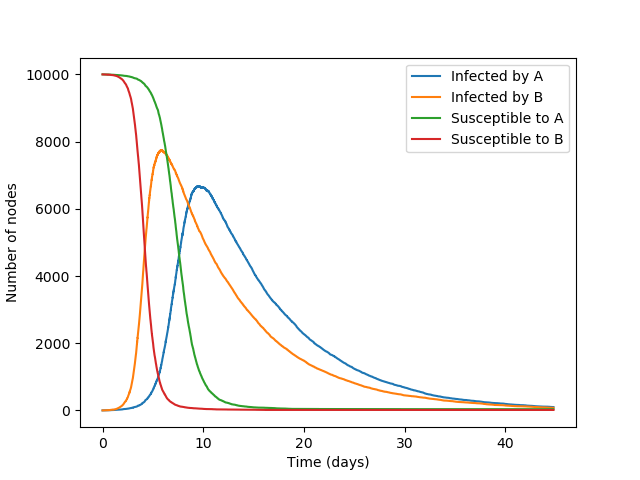 Infected by A
Infected by B
Susceptible to A
Susceptible to B
10000
8000
6000
4000
2000
0
Number of nodes
0 10 20 30 40
Time (days)